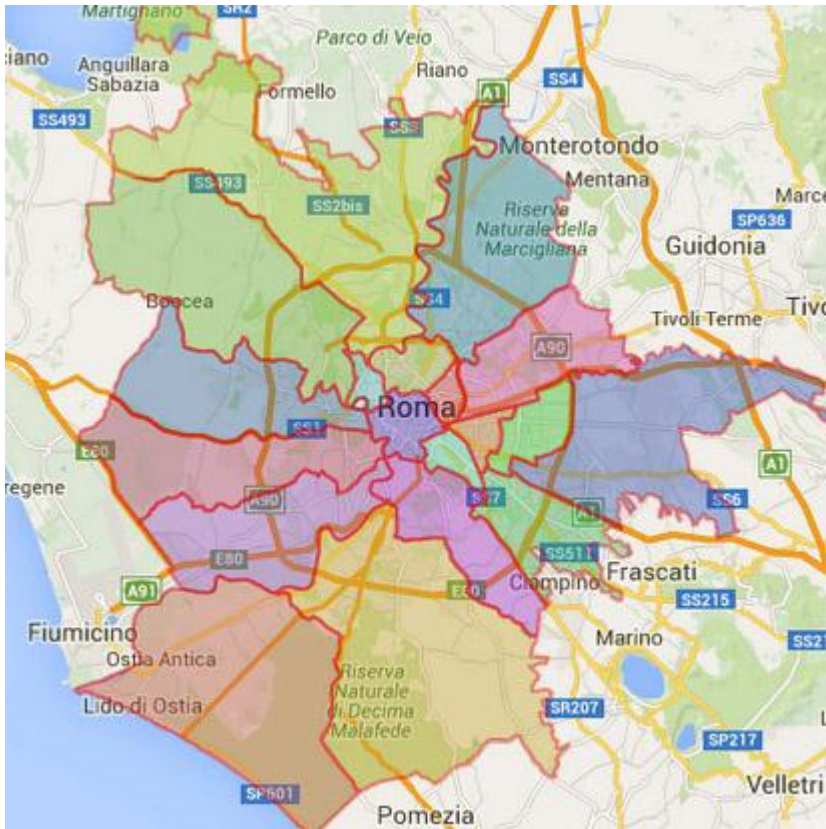 Martignano
SR2
Parco di Veio
ciano
Anguillara
Sabazia
Riano
SS4
Formello
A1
SS493
SS3
Monterotondo
Mentana
SS493
SS2bis
Riserva
Naturale della
Marcigliana
Marce
SP636
Guidonia
Boccea
SS4
Tivoli Terme
Tivo
A90
Roma
SS1
E80
A1
regene
A90
SS7
SS6
A1
E80
SS511
Ciampino
Frascati
A91
E80
SS215
Fiumicino
Marino
SS21
Ostia Antica
Riserva
Naturale
di Decima
Malafede
Lido di Ostia
SR207
L
SP217
SP601
Velletri
Pomezia